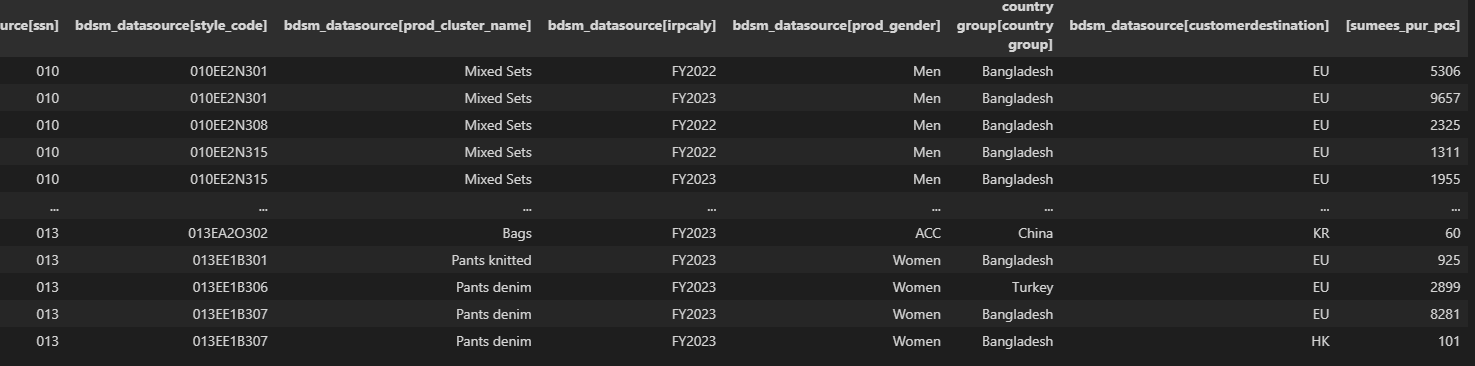 urce[ssn] bdsm_datasource[style_code] bdsm_datasource[prod_cluster_name] bdsm_datasource[irpcaly] bdsm_datasource[prod_gender] country group[country group] bdsm_datasource[customerdestination] [sumees_pur_pcs]
010 010EE2N301 Mixed Sets FY2022 Men Bangladesh EU 5306
010 010EE2N301 Mixed Sets FY2023 Men Bangladesh EU 9657
010 010EE2N308 Mixed Sets FY2022 Men Bangladesh EU 2325
010 010EE2N315 Mixed Sets FY2022 Men Bangladesh EU 1311
010 010EE2N315 Mixed Sets FY2023 Men Bangladesh EU 1955
... ... ... ... ... ... ... ...
013 013EA2O302 Bags FY2023 ACC China KR 60
013 013EE1B301 Pants knitted FY2023 Women Bangladesh EU 925
013 013EE1B306 Pants denim FY2023 Women Turkey EU 2899
013 013EE1B307 Pants denim FY2023 Women Bangladesh EU 8281
013 013EE1B307 Pants denim FY2023 Women Bangladesh HK 101